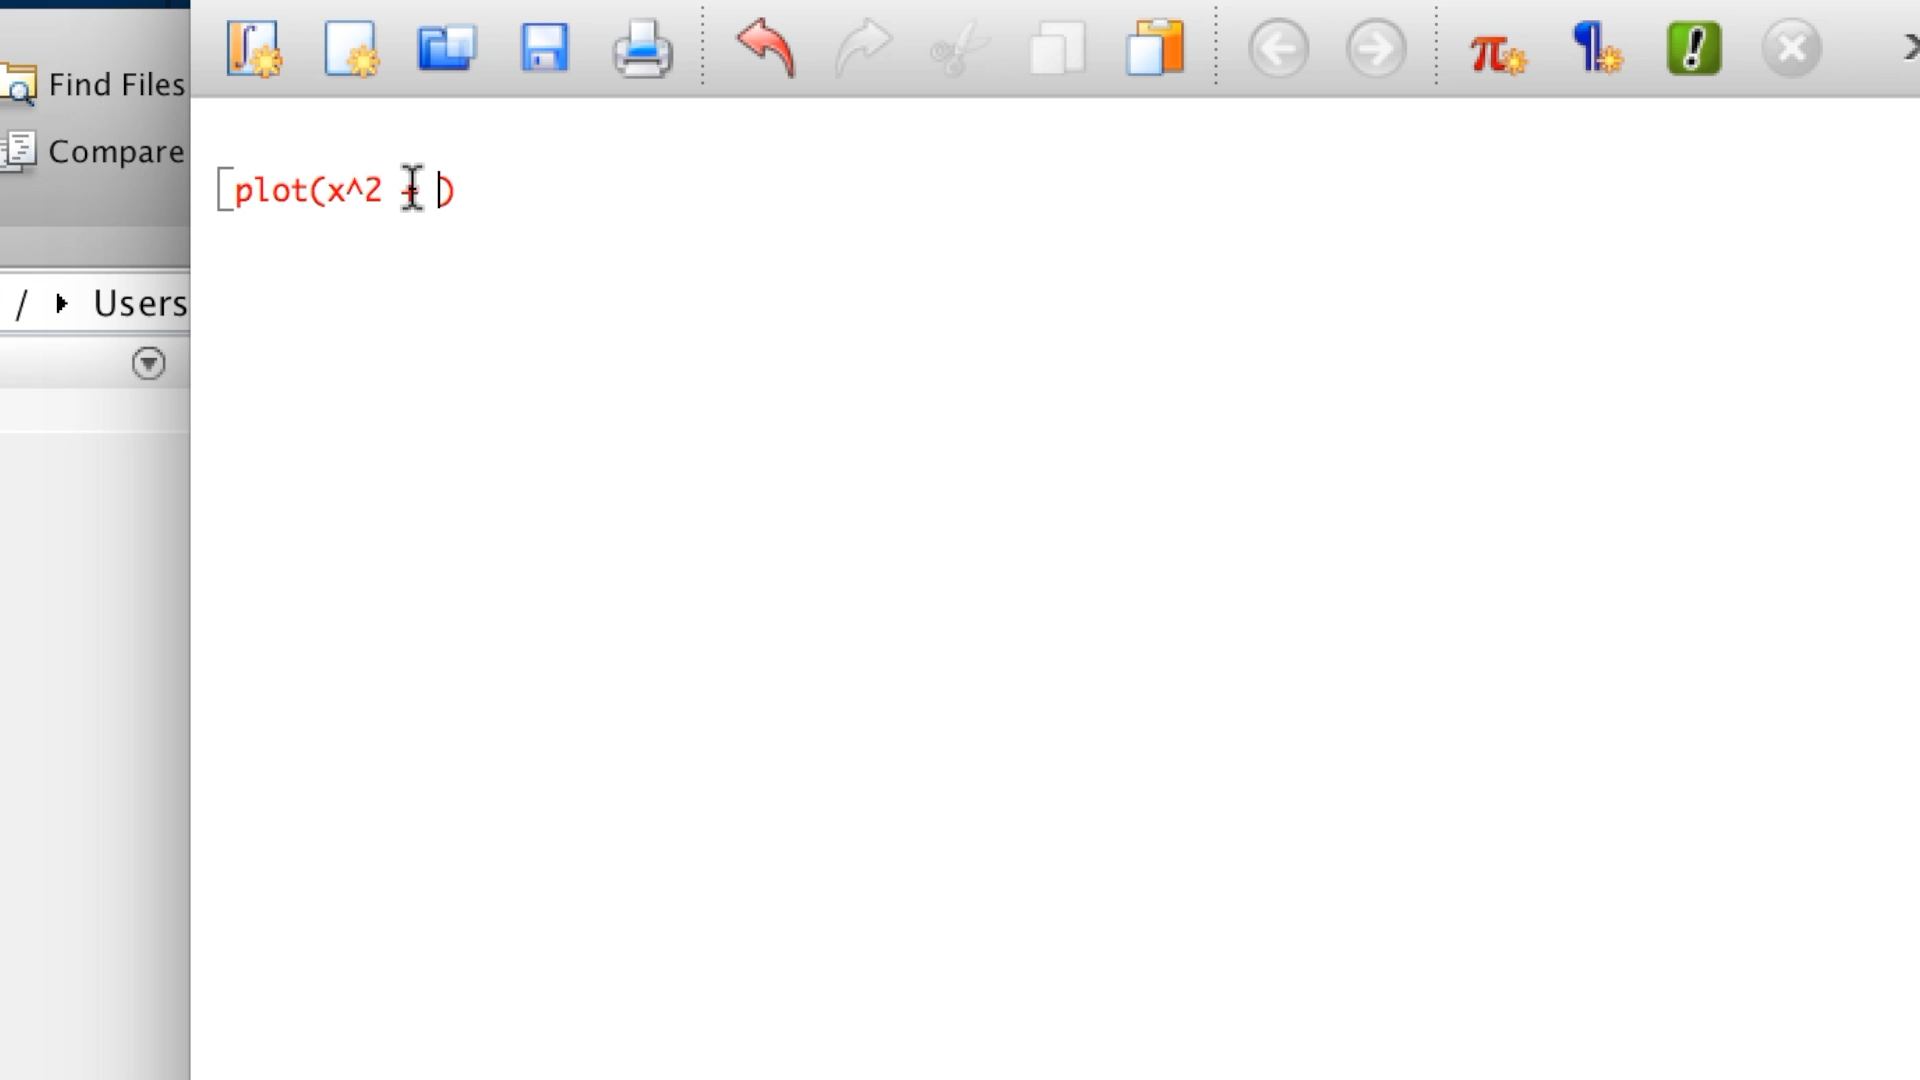 Find Files
Compare
plot(x^2 + )
/ Users